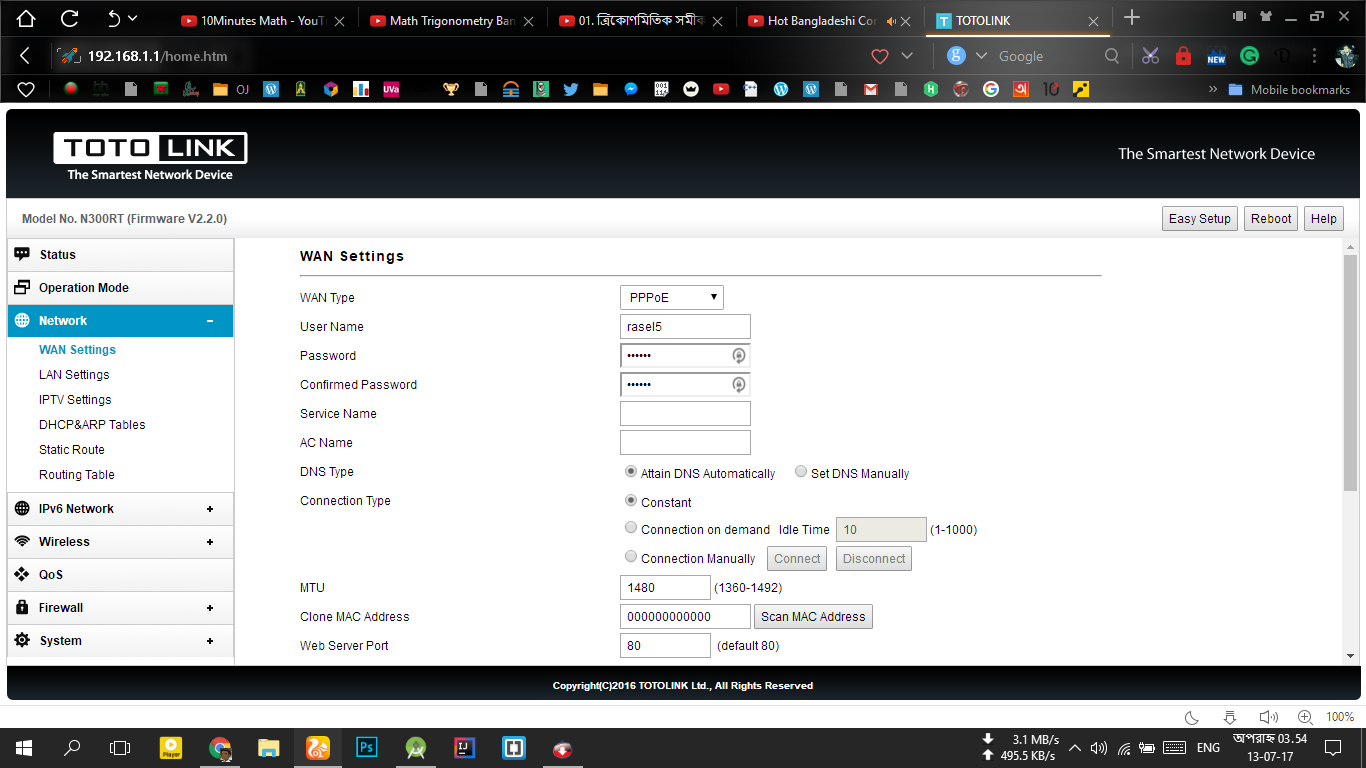 10Minutes Math - YouT
Math Trigonometry Ban
01. ত্রিকোণমিতিক সমীক
Hot Bangladeshi Cor
TOTOLINK
192.168.1.1/home.htm
Google
NEW
OJ
UVa
10
Mobile bookmarks
TOTO LINK
The Smartest Network Device
The Smartest Network Device
Model No. N300RT (Firmware V2.2.0)
Easy Setup
Reboot
Help
Status
Operation Mode
Network
WAN Settings
LAN Settings
IPTV Settings
DHCP&ARP Tables
Static Route
Routing Table
IPv6 Network
Wireless
QoS
Firewall
System
WAN Settings
WAN Type PPPoE
User Name rasel5
Password ••••••
Confirmed Password ••••••
Service Name
AC Name
DNS Type Attain DNS Automatically Set DNS Manually
Connection Type Constant
Connection on demand Idle Time 10 (1-1000)
Connection Manually Connect Disconnect
MTU 1480 (1360-1492)
Clone MAC Address 000000000000 Scan MAC Address
Web Server Port 80 (default 80)
Copyright(C)2016 TOTOLINK Ltd., All Rights Reserved
100%
Player
Ps
IJ
3.1 MB/s
495.5 KB/s
ENG
অপরাহ্ন 03.54
13-07-17